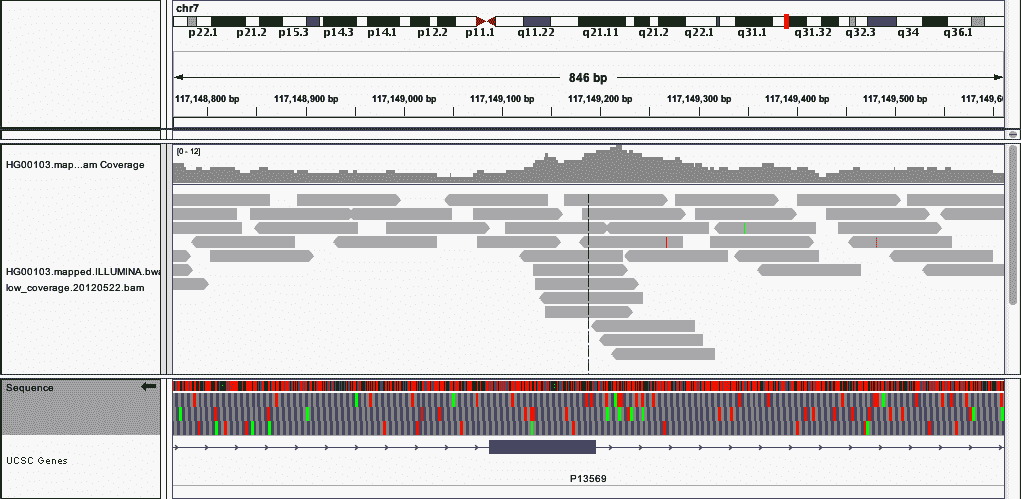 chr7
p22.1 p21.2 p15.3 p14.3 p14.1 p12.2 p11.1 q11.22 q21.11 q21.2 q22.1 q31.1 q31.32 q32.3 q34 q36.1
846 bp
117,148,800 bp 117,148,900 bp 117,149,000 bp 117,149,100 bp 117,149,200 bp 117,149,300 bp 117,149,400 bp 117,149,500 bp 117,149,6
[0 - 12]
HG00103.map...am Coverage
HG00103.mapped.ILLUMINA.bwa
low_coverage.20120522.bam
Sequence
UCSC Genes
P13569